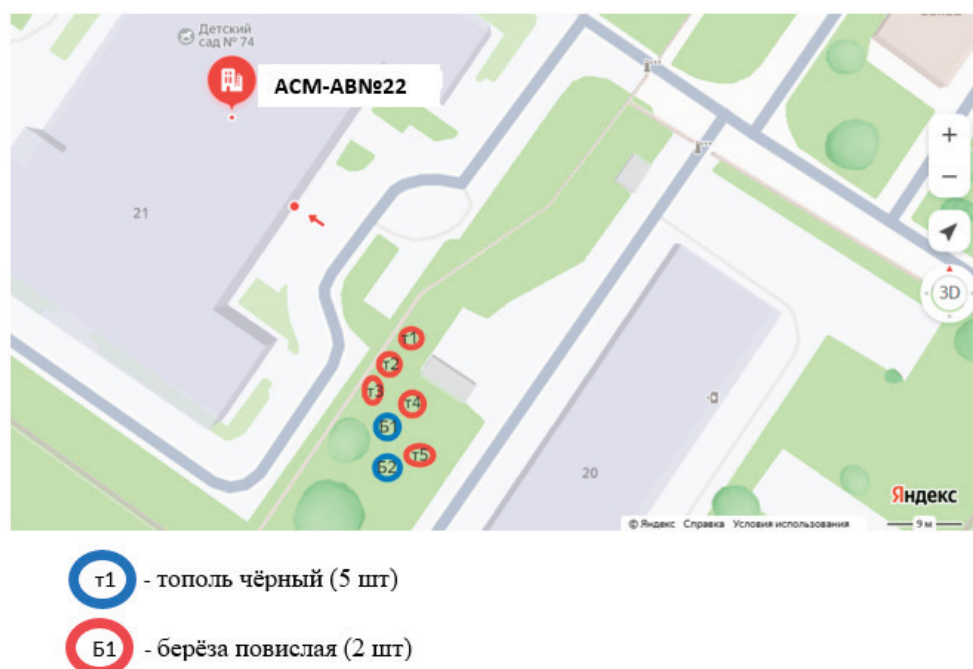 Детский
сад № 74
АСМ-АВ№22
21
3D
т1
т2
т3
т4
Б1
т5
Б2
20
Яндекс
© Яндекс Справка Условия использования
9 м
т1 - тополь чёрный (5 шт)
Б1 - берёза повислая (2 шт)